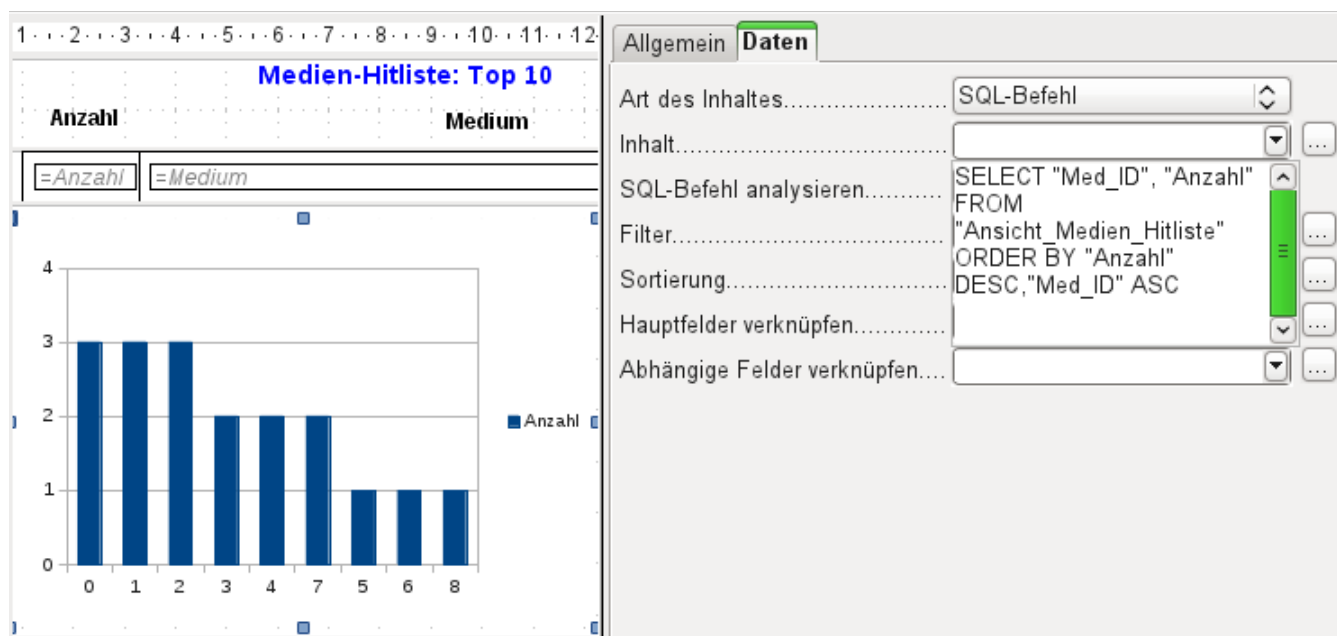 1 · · · 2 · · · 3 · · · 4 · · · 5 · · · 6 · · · 7 · · · 8 · · · 9 · · · 10 · · · 11 · · · 12
Medien-Hitliste: Top 10
Anzahl Medium
=Anzahl =Medium
4
3
2
1
0
0 1 2 3 4 7 5 6 8
Anzahl
Allgemein Daten
Art des Inhaltes...................... SQL-Befehl
Inhalt.................................... ...
SQL-Befehl analysieren...........
Filter..................................... ...
Sortierung.............................. ...
Hauptfelder verknüpfen............. ...
Abhängige Felder verknüpfen.... ...
SELECT "Med_ID", "Anzahl"
FROM
"Ansicht_Medien_Hitliste"
ORDER BY "Anzahl"
DESC,"Med_ID" ASC